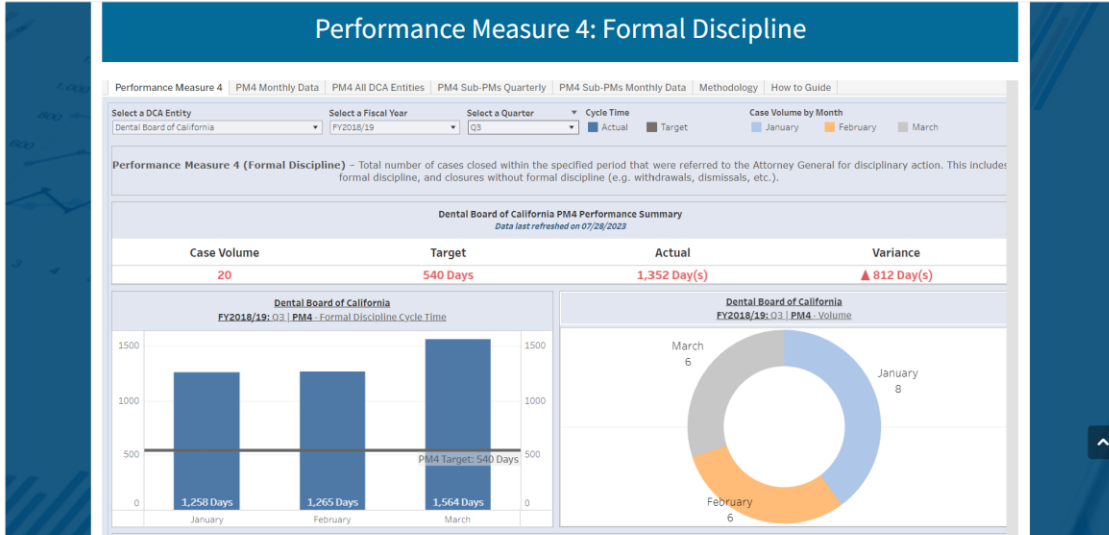 Performance Measure 4: Formal Discipline
Performance Measure 4 PM4 Monthly Data PM4 All DCA Entities PM4 Sub-PMs Quarterly PM4 Sub-PMs Monthly Data Methodology How to Guide
Select a DCA Entity Select a Fiscal Year Select a Quarter Cycle Time Case Volume by Month
Dental Board of California FY2018/19 Q3 Actual Target January February March
Performance Measure 4 (Formal Discipline) – Total number of cases closed within the specified period that were referred to the Attorney General for disciplinary action. This includes
formal discipline, and closures without formal discipline (e.g. withdrawals, dismissals, etc.).
Dental Board of California PM4 Performance Summary
Data last refreshed on 07/28/2023
Case Volume Target Actual Variance
20 540 Days 1,352 Day(s) ▲ 812 Day(s)
Dental Board of California
FY2018/19: Q3 | PM4 - Formal Discipline Cycle Time
1500 1500
1000 1000
500 500
PM4 Target: 540 Days
0 0
1,258 Days 1,265 Days 1,564 Days
January February March
Dental Board of California
FY2018/19: Q3 | PM4 - Volume
March
6
January
8
February
6